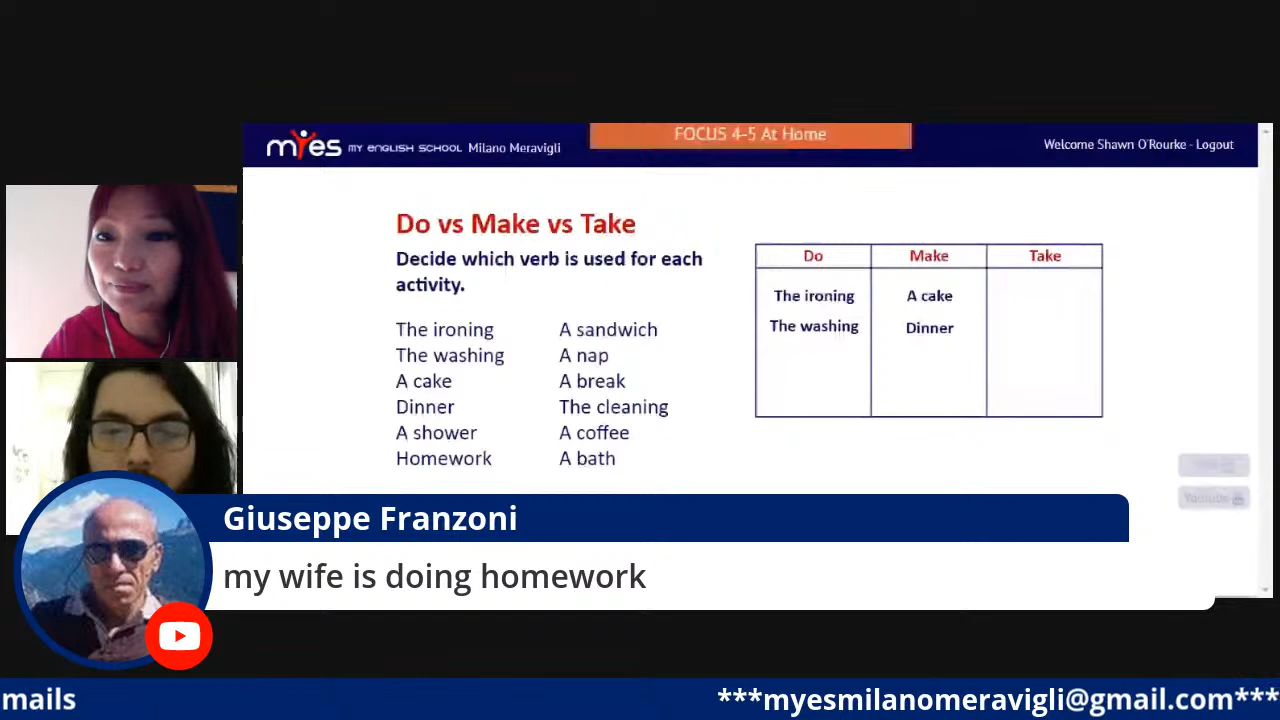 FOCUS 4-5 At Home
myes MY ENGLISH SCHOOL Milano Meravigli
Welcome Shawn O'Rourke - Logout
Do vs Make vs Take
Decide which verb is used for each
activity.
The ironing
The washing
A cake
Dinner
A shower
Homework
A sandwich
A nap
A break
The cleaning
A coffee
A bath
Do Make Take
The ironing A cake
The washing Dinner
Youtube
Giuseppe Franzoni
my wife is doing homework
mails
***myesmilanomeravigli@gmail.com***